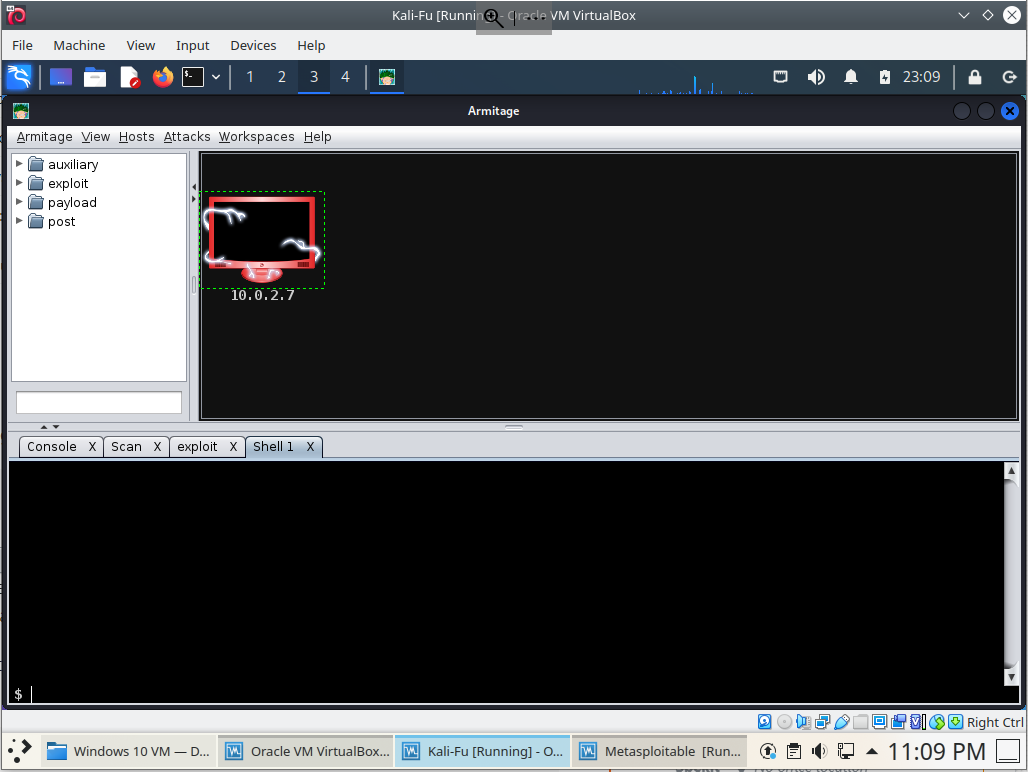 Kali-Fu [Running] - Oracle VM VirtualBox
File Machine View Input Devices Help
1 2 3 4 23:09
Armitage
Armitage View Hosts Attacks Workspaces Help
auxiliary
exploit
payload
post
10.0.2.7
Console X Scan X exploit X Shell 1 X
$
Right Ctrl
Windows 10 VM — D... Oracle VM VirtualBox... Kali-Fu [Running] - O... Metasploitable [Run... 11:09 PM